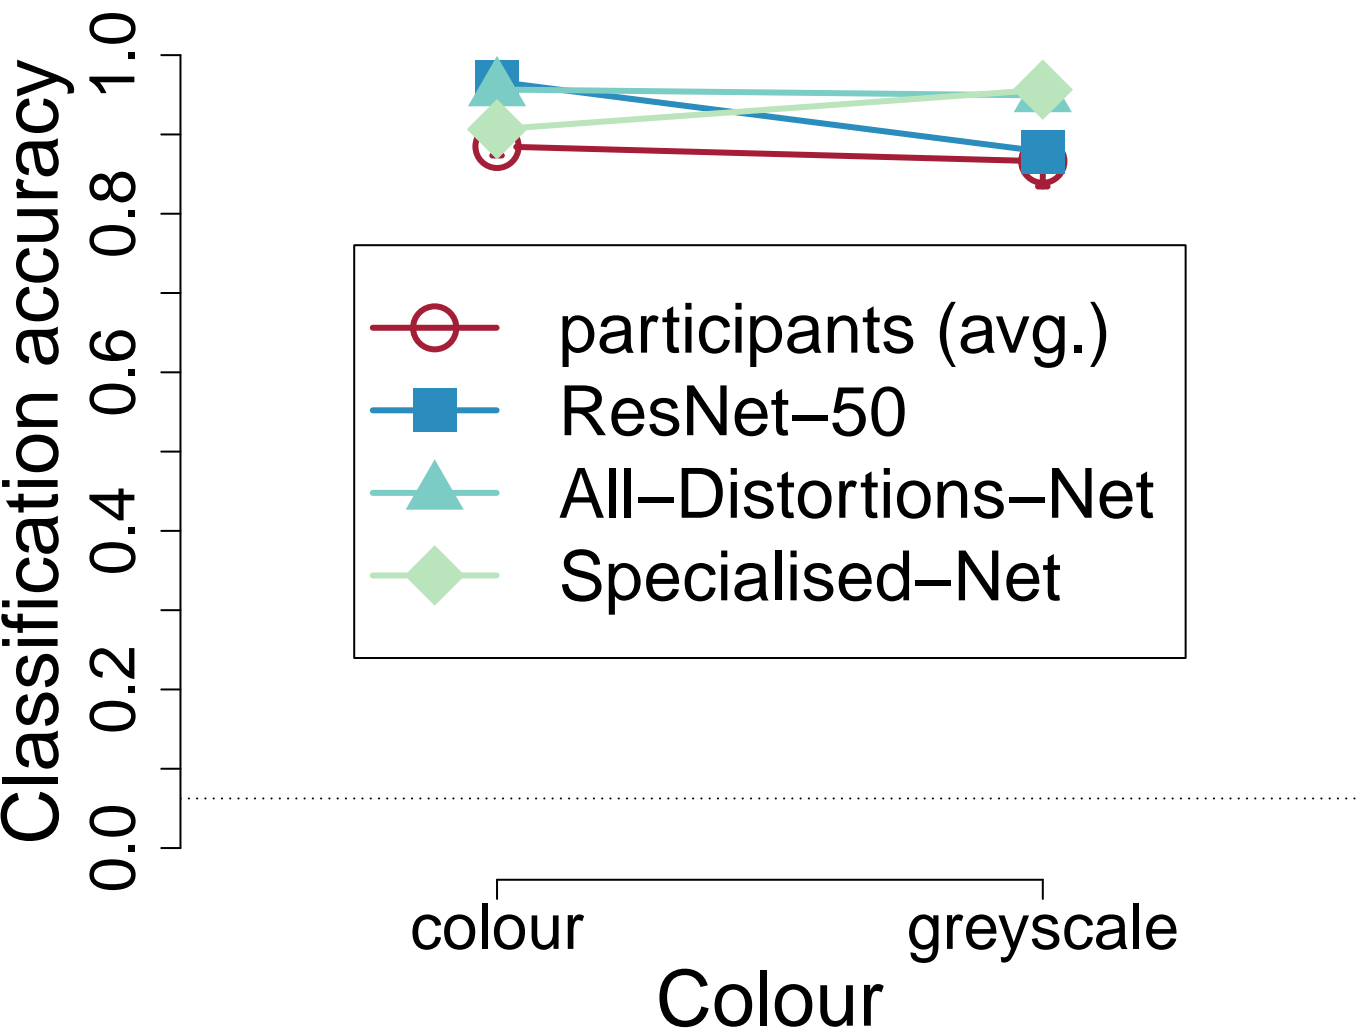 Classification accuracy
1.0
0.8
0.6
0.4
0.2
0.0
participants (avg.)
ResNet−50
All−Distortions−Net
Specialised−Net
colour greyscale
Colour